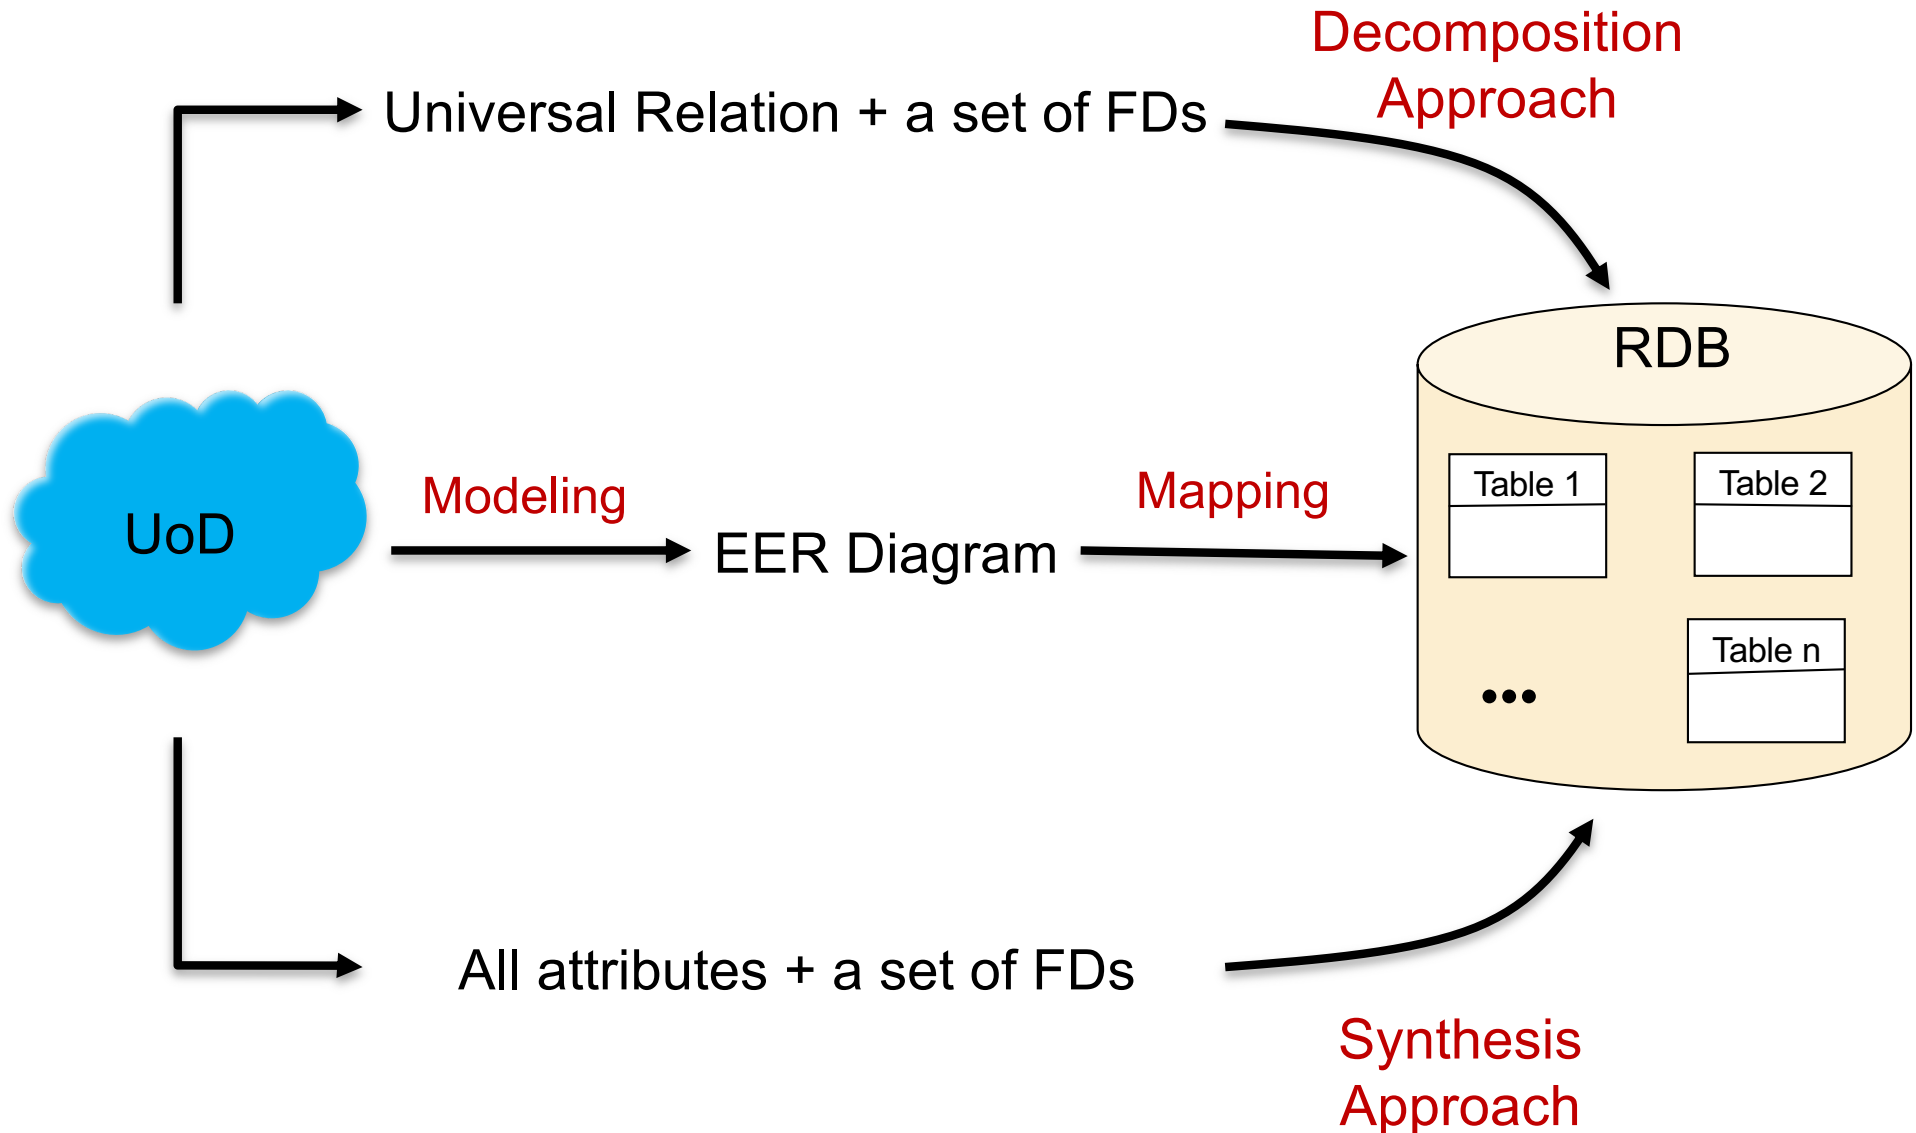 Decomposition
Approach
Universal Relation + a set of FDs
RDB
Table 1
Table 2
Modeling
Mapping
UoD
EER Diagram
Table n
•••
All attributes + a set of FDs
Synthesis
Approach